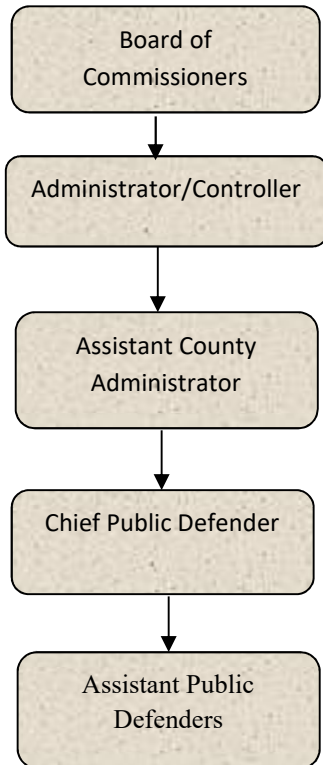 Board of
Commissioners
Administrator/Controller
Assistant County
Administrator
Chief Public Defender
Assistant Public
Defenders